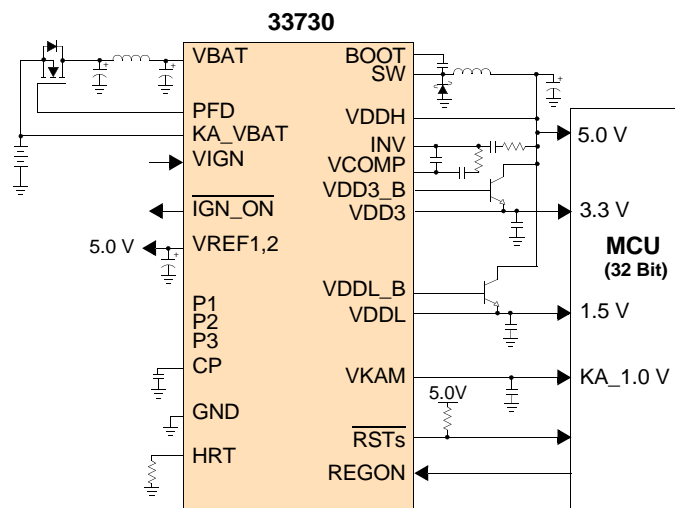 33730
VBAT
PFD
KA_VBAT
VIGN
IGN_ON
5.0 V
VREF1,2
P1
P2
P3
CP
GND
HRT
BOOT
SW
VDDH
INV
VCOMP
VDD3_B
VDD3
VDDL_B
VDDL
VKAM
5.0V
RSTs
REGON
5.0 V
3.3 V
MCU
(32 Bit)
1.5 V
KA_1.0 V
+
+
+
+